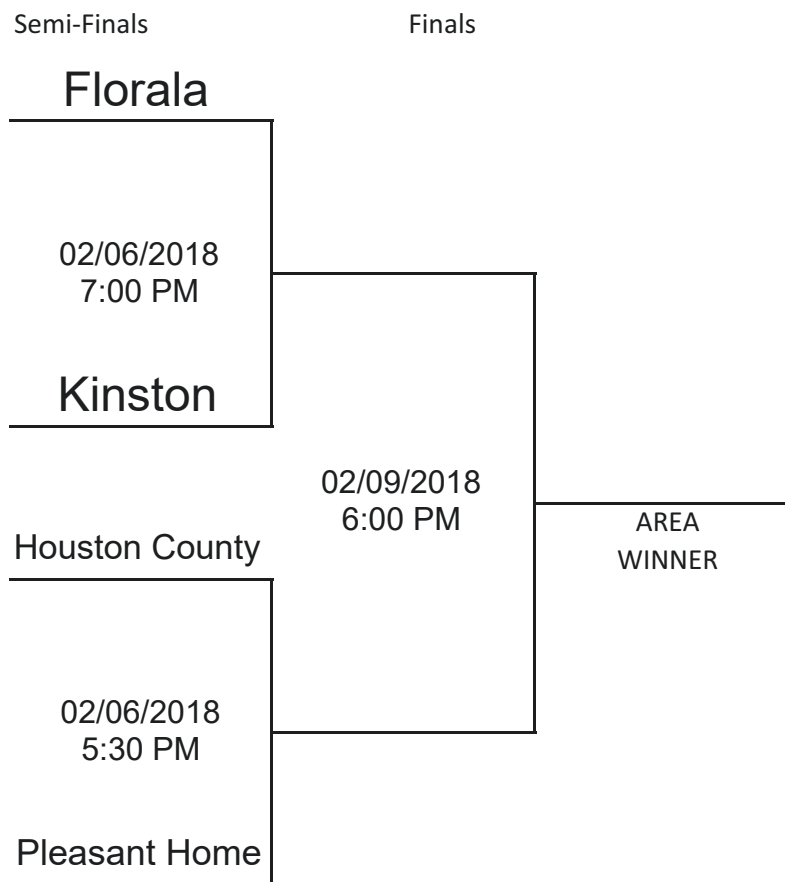 Semi-Finals
Finals
Florala
02/06/2018
7:00 PM
Kinston
02/09/2018
6:00 PM
AREA
WINNER
Houston County
02/06/2018
5:30 PM
Pleasant Home